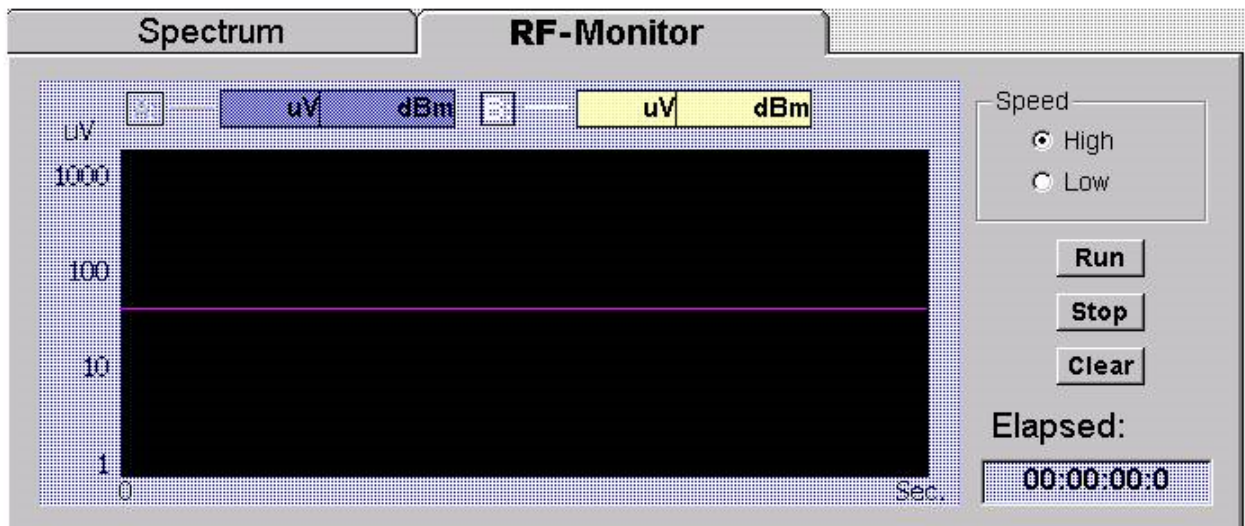 Spectrum RF-Monitor
uV dBm uV dBm
uV
1000
100
10
1
0 Sec.
Speed
High
Low
Run
Stop
Clear
Elapsed:
00:00:00:0